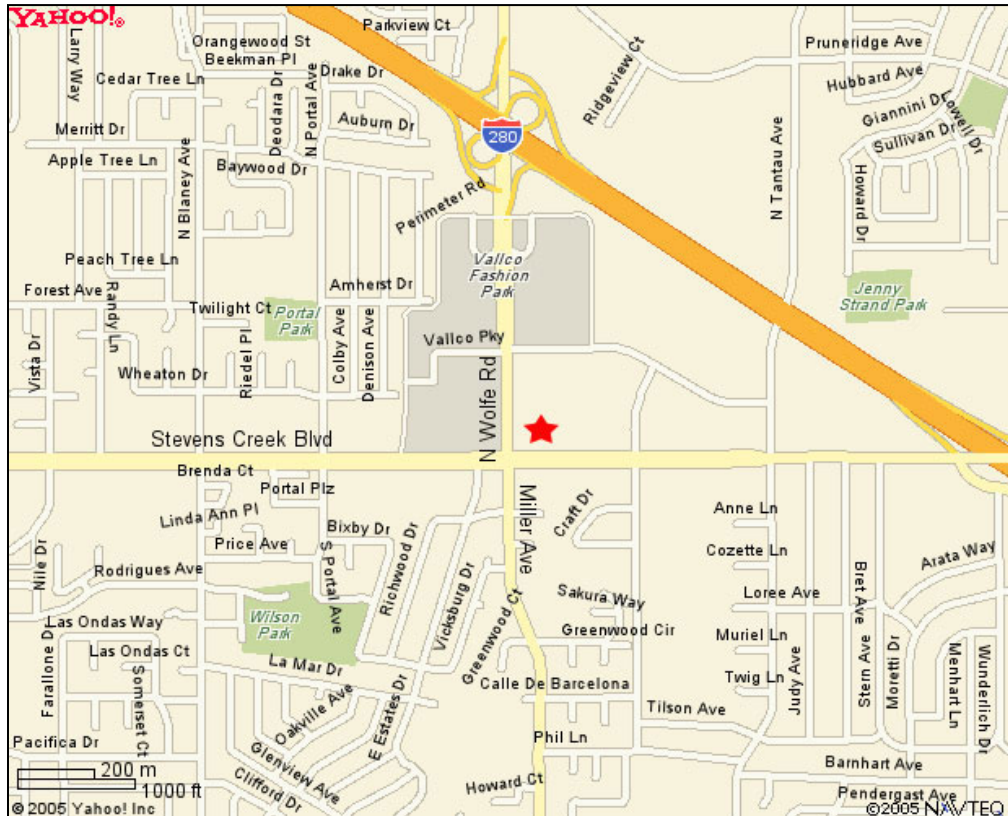 YAHOO!®
Larry Way
Orangewood St
Beekman Pl
Parkview Ct
Cedar Tree Ln
Drake Dr
Deodara Dr
N Portal Ave
Auburn Dr
Merritt Dr
Apple Tree Ln
Baywood Dr
N Blaney Ave
280
Perimeter Rd
Ridgeview Ct
Pruneridge Ave
Hubbard Ave
Giannini Dr
Lowell Dr
Sullivan Dr
N Tantau Ave
Howard Dr
Peach Tree Ln
Forest Ave
Randy Ln
Twilight Ct
Portal
Park
Amherst Dr
Vallco
Fashion
Park
Jenny
Strand Park
Vista Dr
Wheaton Dr
Riedel Pl
Colby Ave
Denison Ave
Vallco Pky
N Wolfe Rd
Stevens Creek Blvd
Brenda Ct
Portal Plz
Linda Ann Pl
Bixby Dr
Price Ave
Nile Dr
Rodrigues Ave
S Portal Ave
Richwood Dr
Miller Ave
Craft Dr
Anne Ln
Cozette Ln
Arata Way
Bret Ave
Loree Ave
Sakura Way
Wilson
Park
Vicksburg Dr
Greenwood Ct
Greenwood Cir
Las Ondas Way
Las Ondas Ct
La Mar Dr
Farallone Dr
Somerset Ct
Muriel Ln
Twig Ln
Judy Ave
Stern Ave
Moretti Dr
Menhart Ln
Wunderlich Dr
Calle De Barcelona
Tilson Ave
Oakville Ave
E Estates Dr
Phil Ln
Pacifica Dr
Glenview Ave
Clifford Dr
Howard Ct
Barnhart Ave
Pendergast Ave
200 m
1000 ft
© 2005 Yahoo! Inc
©2005 NAVTEQ